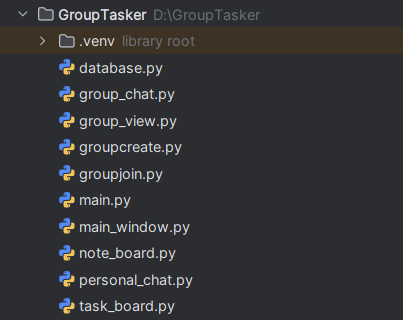 GroupTasker D:\GroupTasker
.venv library root
database.py
group_chat.py
group_view.py
groupcreate.py
groupjoin.py
main.py
main_window.py
note_board.py
personal_chat.py
task_board.py